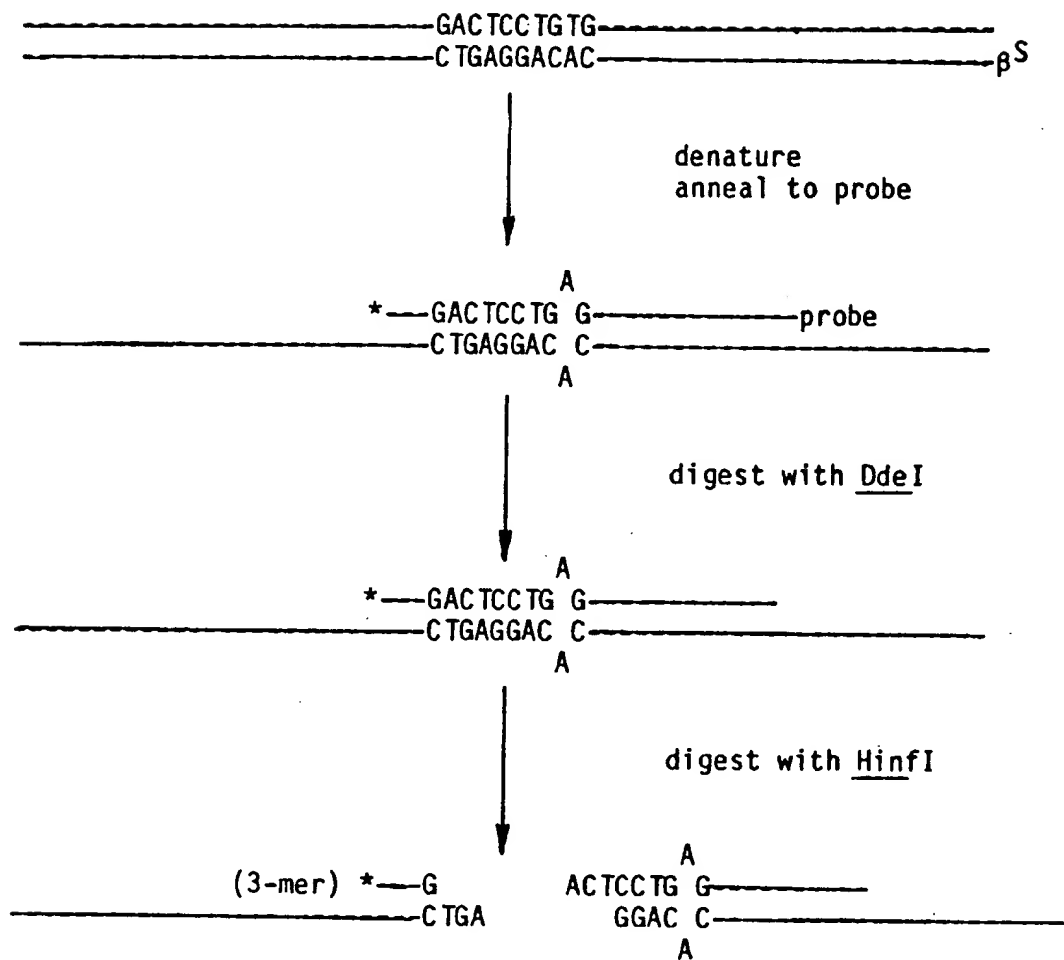 GACTCCTGTG
CTGAGGACAC βS
denature
anneal to probe
A
* GACTCCTG G probe
CTGAGGAC C
A
digest with DdeI
A
* GACTCCTG G
CTGAGGAC C
A
digest with HinfI
A
(3-mer) * G ACTCCTG G
CTGA GGAC C
A